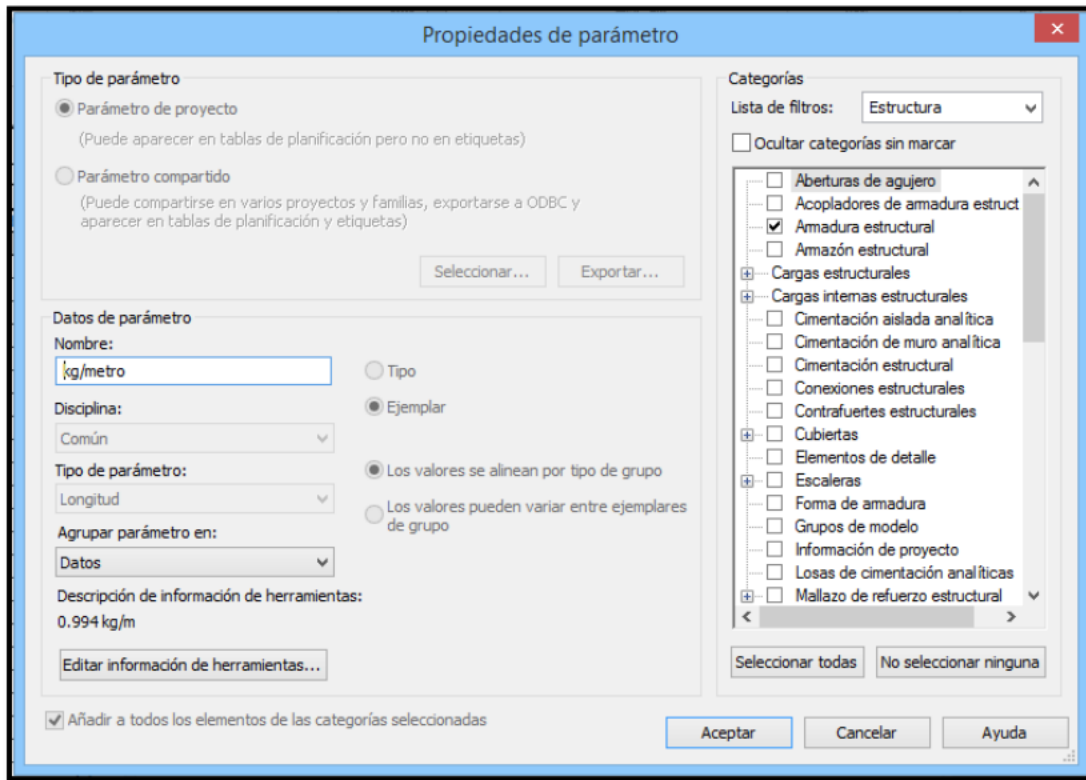 Propiedades de parámetro
Tipo de parámetro
Parámetro de proyecto
(Puede aparecer en tablas de planificación pero no en etiquetas)
Parámetro compartido
(Puede compartirse en varios proyectos y familias, exportarse a ODBC y
aparecer en tablas de planificación y etiquetas)
Seleccionar...
Exportar...
Datos de parámetro
Nombre:
kg/metro
Tipo
Disciplina:
Ejemplar
Común
Tipo de parámetro:
Los valores se alinean por tipo de grupo
Longitud
Los valores pueden variar entre ejemplares
de grupo
Agrupar parámetro en:
Datos
Descripción de información de herramientas:
0.994 kg/m
Editar información de herramientas...
Añadir a todos los elementos de las categorías seleccionadas
Categorías
Lista de filtros:
Estructura
Ocultar categorías sin marcar
Aberturas de agujero
Acopladores de armadura estruct
Armadura estructural
Armazón estructural
Cargas estructurales
Cargas internas estructurales
Cimentación aislada analítica
Cimentación de muro analítica
Cimentación estructural
Conexiones estructurales
Contrafuertes estructurales
Cubiertas
Elementos de detalle
Escaleras
Forma de armadura
Grupos de modelo
Información de proyecto
Losas de cimentación analíticas
Mallazo de refuerzo estructural
Seleccionar todas
No seleccionar ninguna
Aceptar
Cancelar
Ayuda